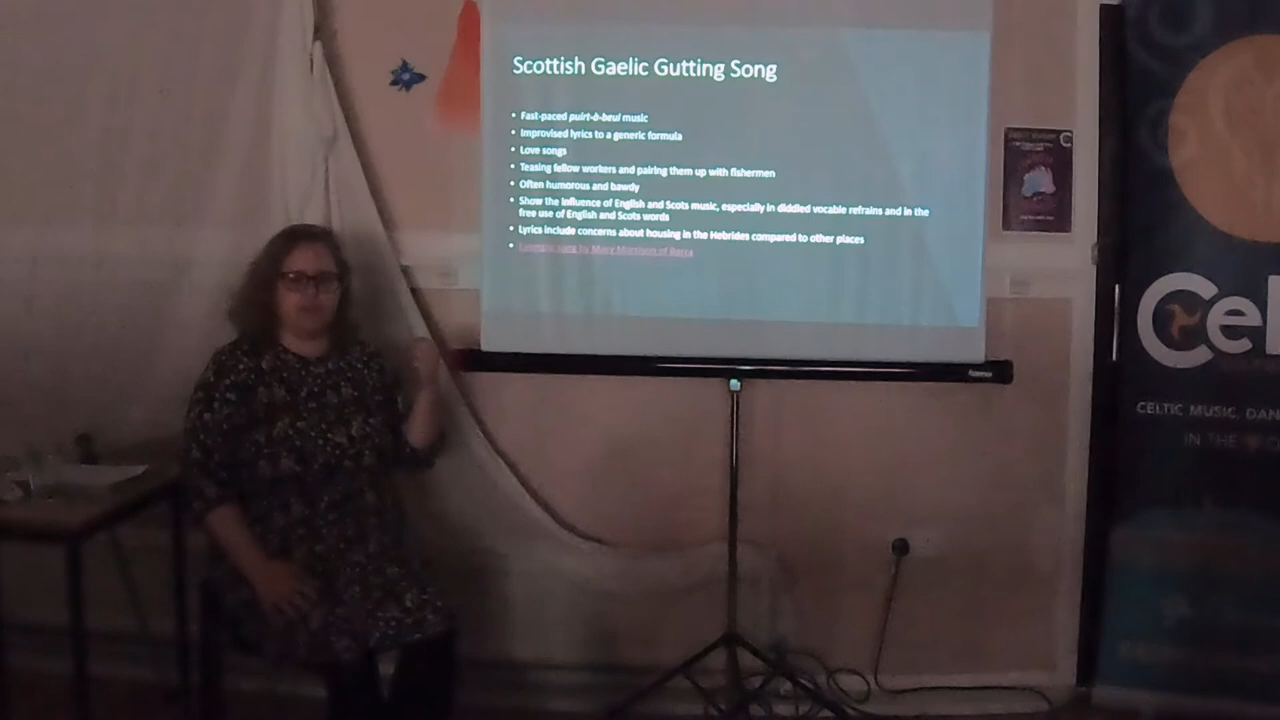 Scottish Gaelic Gutting Song
• Fast-paced puirt-à-beul music
• Improvised lyrics to a generic formula
• Love songs
• Teasing fellow workers and pairing them up with fishermen
• Often humorous and bawdy
• Show the influence of English and Scots music, especially in diddled vocable refrains and in the
free use of English and Scots words
• Lyrics include concerns about housing in the Hebrides compared to other places
• Example song by Mary Morrison of Barra
Cel
CELTIC MUSIC, DAN
IN THE